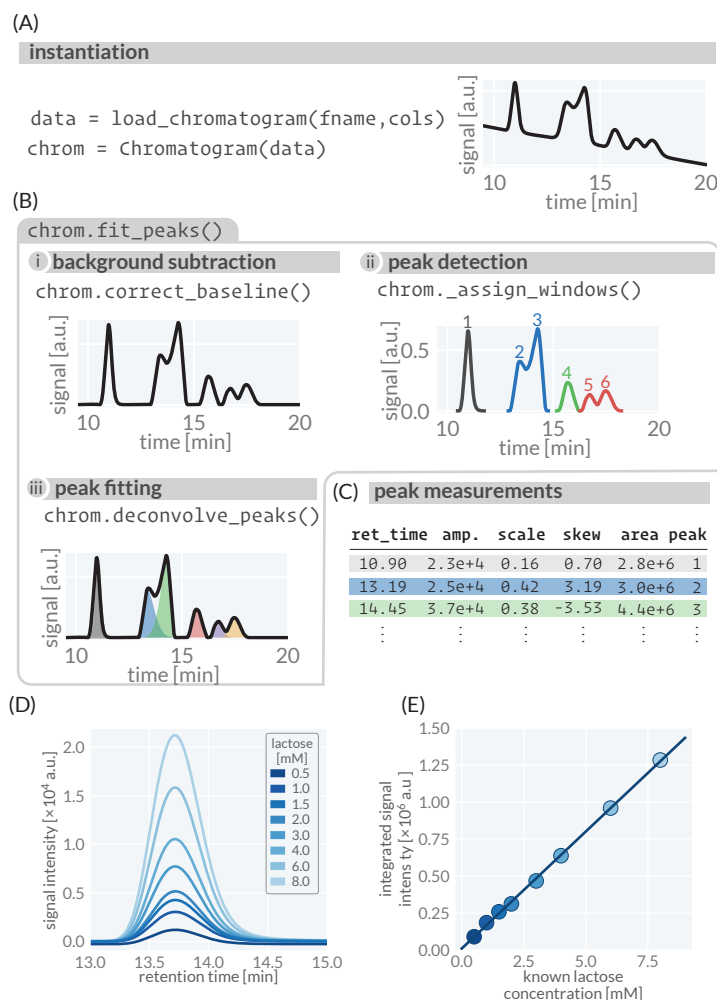 (A)
instantiation
data = load_chromatogram(fname,cols)
chrom = Chromatogram(data)
signal [a.u.]
10 15 20
time [min]
(B)
chrom.fit_peaks()
i background subtraction
chrom.correct_baseline()
signal [a.u.]
10 15 20
time [min]
ii peak detection
chrom._assign_windows()
signal [a.u.]
0.5
0.0
1 2 3 4 5 6
10 15 20
time [min]
iii peak fitting
chrom.deconvolve_peaks()
signal [a.u.]
10 15 20
time [min]
(C) peak measurements
ret_time amp. scale skew area peak
10.90 2.3e+4 0.16 0.70 2.8e+6 1
13.19 2.5e+4 0.42 3.19 3.0e+6 2
14.45 3.7e+4 0.38 -3.53 4.4e+6 3
⋮ ⋮ ⋮ ⋮ ⋮ ⋮
(D)
signal intensity [×10⁴ a.u.]
2.0
1.5
1.0
0.5
0.0
lactose
[mM]
0.5
1.0
1.5
2.0
3.0
4.0
6.0
8.0
13.0 13.5 14.0 14.5 15.0
retention time [min]
(E)
integrated signal
intens ty [×10⁶ a.u]
1.50
1.25
1.00
0.75
0.50
0.25
0.00
0.0 2.5 5.0 7.5
known lactose
concentration [mM]